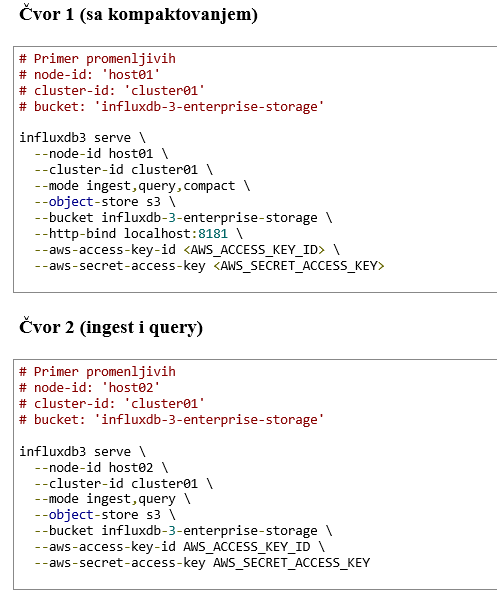 Čvor 1 (sa kompaktovanjem)
# Primer promenljivih
# node-id: 'host01'
# cluster-id: 'cluster01'
# bucket: 'influxdb-3-enterprise-storage'
influxdb3 serve \
--node-id host01 \
--cluster-id cluster01 \
--mode ingest,query,compact \
--object-store s3 \
--bucket influxdb-3-enterprise-storage \
--http-bind localhost:8181 \
--aws-access-key-id <AWS_ACCESS_KEY_ID> \
--aws-secret-access-key <AWS_SECRET_ACCESS_KEY>
Čvor 2 (ingest i query)
# Primer promenljivih
# node-id: 'host02'
# cluster-id: 'cluster01'
# bucket: 'influxdb-3-enterprise-storage'
influxdb3 serve \
--node-id host02 \
--cluster-id cluster01 \
--mode ingest,query \
--object-store s3 \
--bucket influxdb-3-enterprise-storage \
--aws-access-key-id AWS_ACCESS_KEY_ID \
--aws-secret-access-key AWS_SECRET_ACCESS_KEY